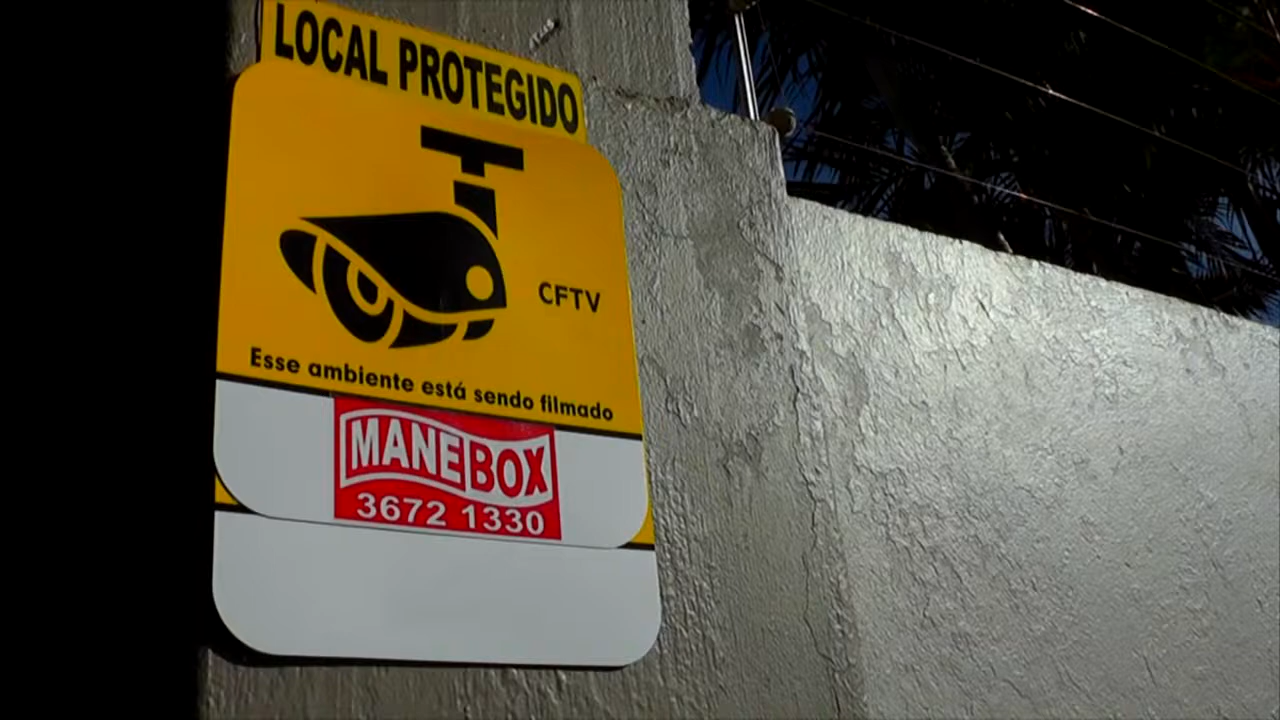 LOCAL PROTEGIDO
CFTV
Esse ambiente está sendo filmado
MANEBOX
3672 1330